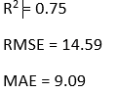 R² = 0.75
RMSE = 14.59
MAE = 9.09